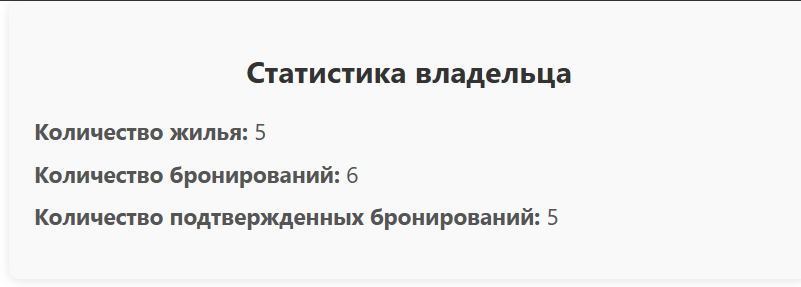 Статистика владельца
Количество жилья: 5
Количество бронирований: 6
Количество подтвержденных бронирований: 5